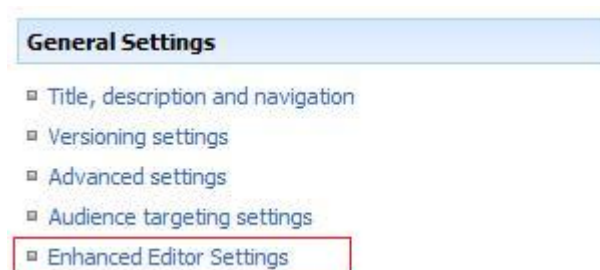 General Settings
Title, description and navigation
Versioning settings
Advanced settings
Audience targeting settings
Enhanced Editor Settings